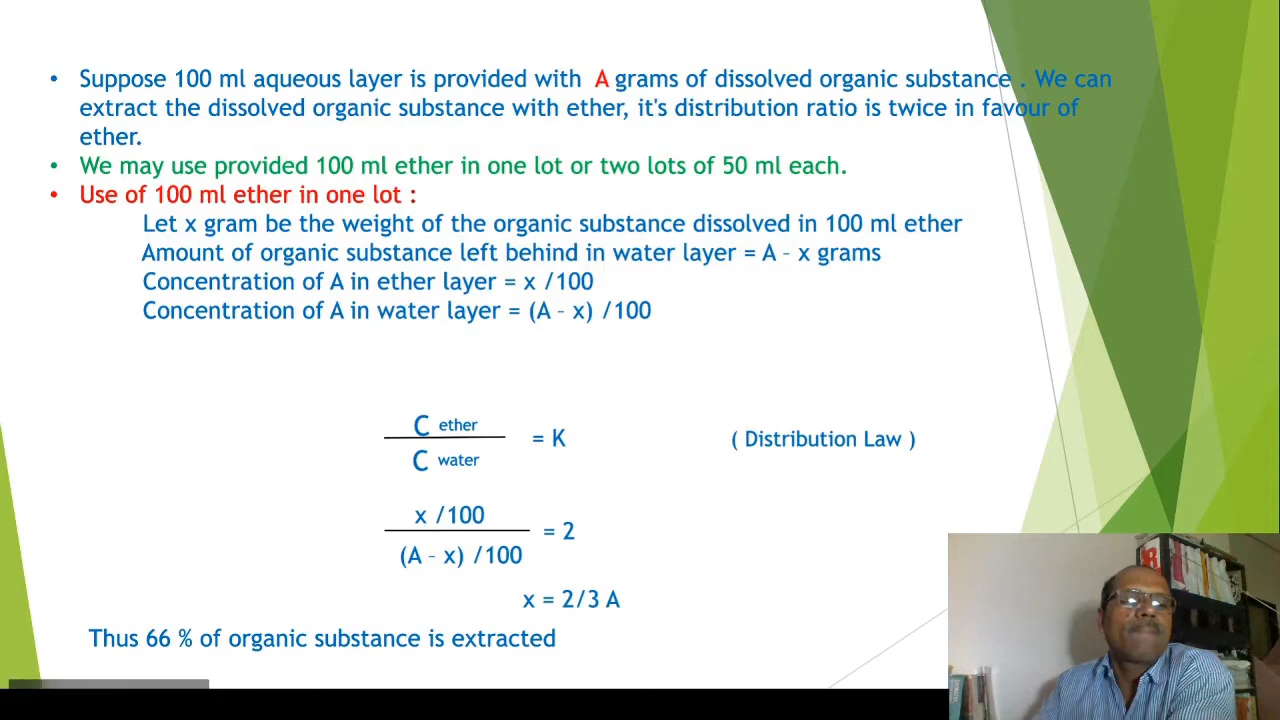 • Suppose 100 ml aqueous layer is provided with A grams of dissolved organic substance . We can
extract the dissolved organic substance with ether, it's distribution ratio is twice in favour of
ether.
• We may use provided 100 ml ether in one lot or two lots of 50 ml each.
• Use of 100 ml ether in one lot :
Let x gram be the weight of the organic substance dissolved in 100 ml ether
Amount of organic substance left behind in water layer = A – x grams
Concentration of A in ether layer = x /100
Concentration of A in water layer = (A – x) /100
C ether
= K ( Distribution Law )
C water
x /100
= 2
(A – x) /100
x = 2/3 A
Thus 66 % of organic substance is extracted